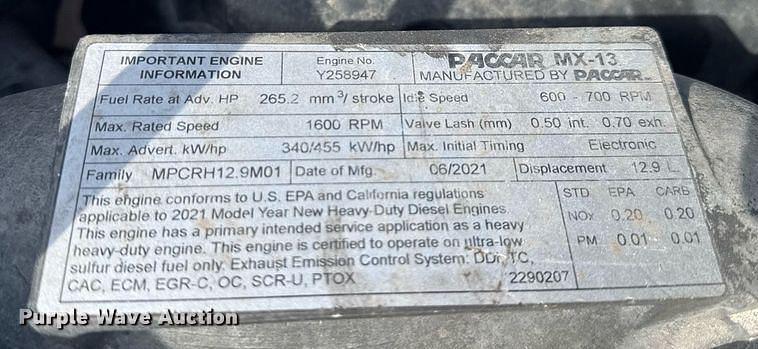 IMPORTANT ENGINE INFORMATION
Engine No. Y258947
PACCAR MX-13
MANUFACTURED BY PACCAR
Fuel Rate at Adv. HP 265.2 mm³/ stroke
Idle Speed 600 - 700 RPM
Max. Rated Speed 1600 RPM
Valve Lash (mm) 0.50 int. 0.70 exh.
Max. Advert. kW/hp 340/455 kW/hp
Max. Initial Timing Electronic
Family MPCRH12.9M01
Date of Mfg. 06/2021
Displacement 12.9 L
This engine conforms to U.S. EPA and California regulations
applicable to 2021 Model Year New Heavy-Duty Diesel Engines.
This engine has a primary intended service application as a heavy
heavy-duty engine. This engine is certified to operate on ultra-low
sulfur diesel fuel only. Exhaust Emission Control System: DDI, TC,
CAC, ECM, EGR-C, OC, SCR-U, PTOX
2290207
STD EPA CARB
NOx 0.20 0.20
PM 0.01 0.01
Purple Wave Auction